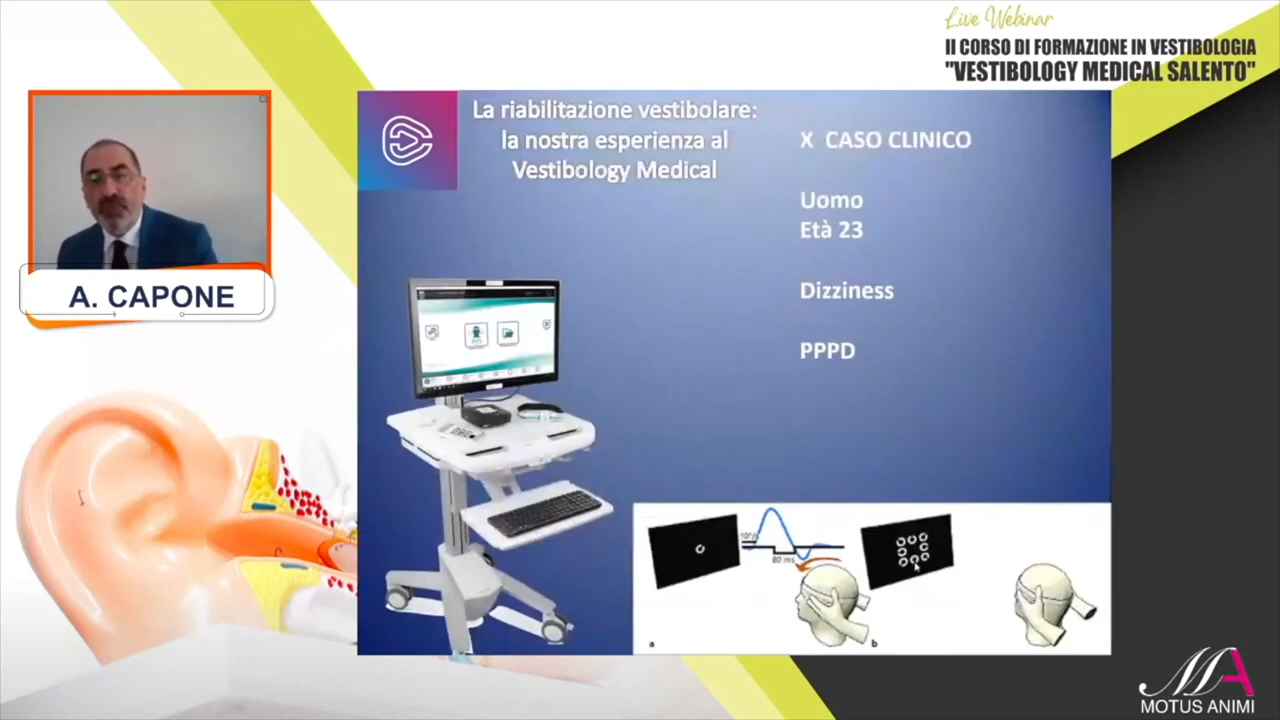 Live Webinar
II CORSO DI FORMAZIONE IN VESTIBOLOGIA
"VESTIBOLOGY MEDICAL SALENTO"
A. CAPONE
La riabilitazione vestibolare:
la nostra esperienza al
Vestibology Medical
X CASO CLINICO
Uomo
Età 23
Dizziness
PPPD
80 ms
a
b
MA
MOTUS ANIMI